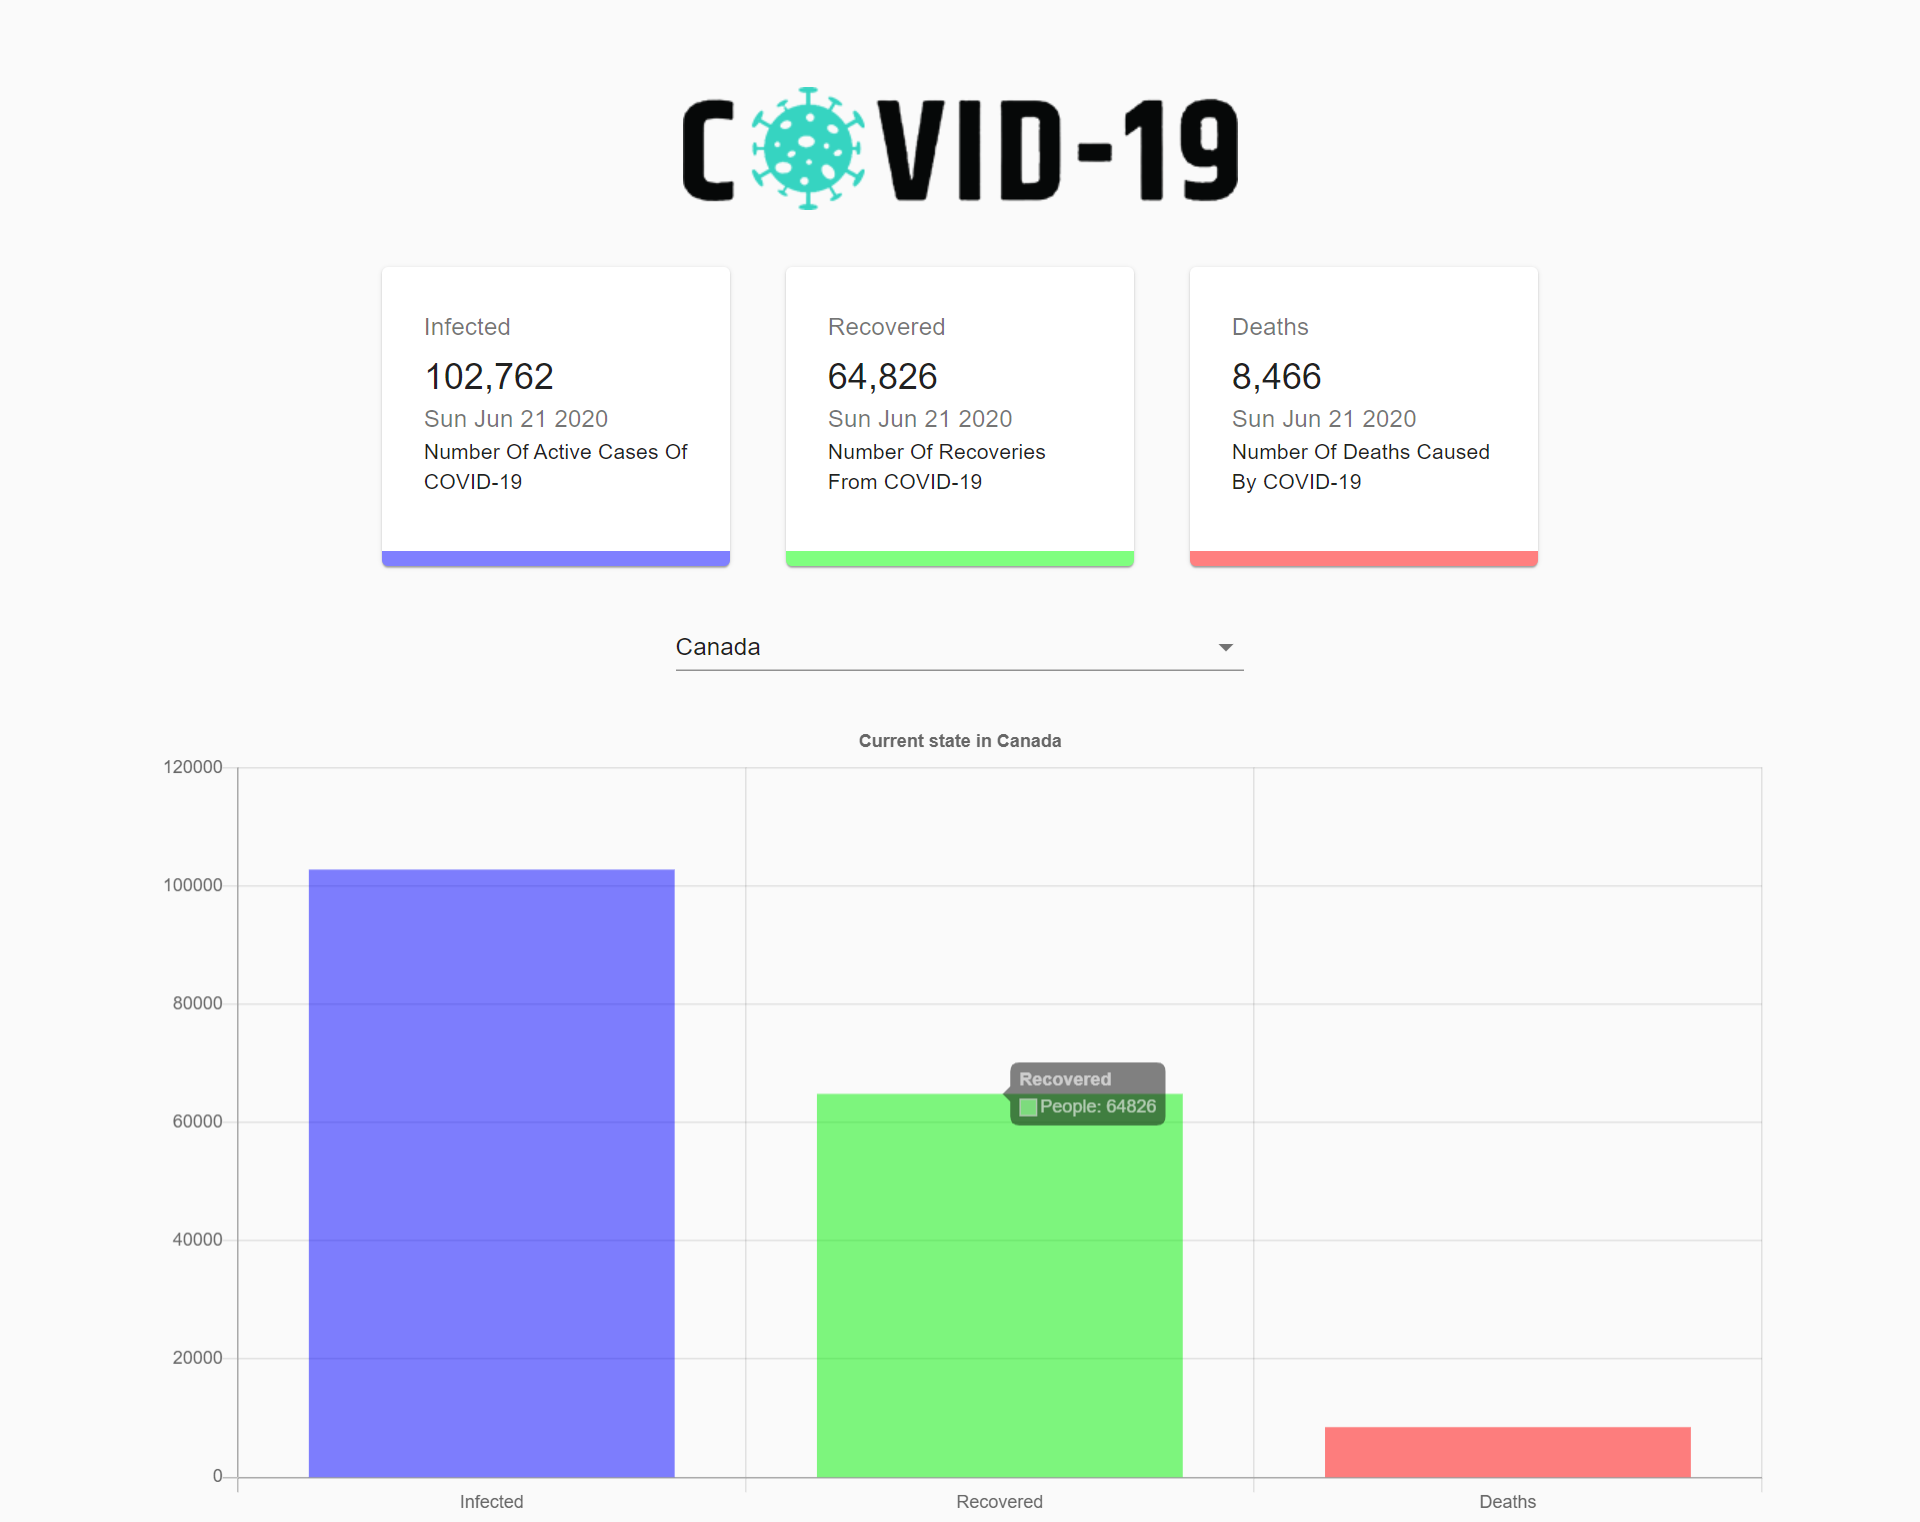 COVID-19
Infected
102,762
Sun Jun 21 2020
Number Of Active Cases Of
COVID-19
Recovered
64,826
Sun Jun 21 2020
Number Of Recoveries
From COVID-19
Deaths
8,466
Sun Jun 21 2020
Number Of Deaths Caused
By COVID-19
Canada
Current state in Canada
120000
100000
80000
60000
40000
20000
0
Recovered
People: 64826
Infected
Recovered
Deaths